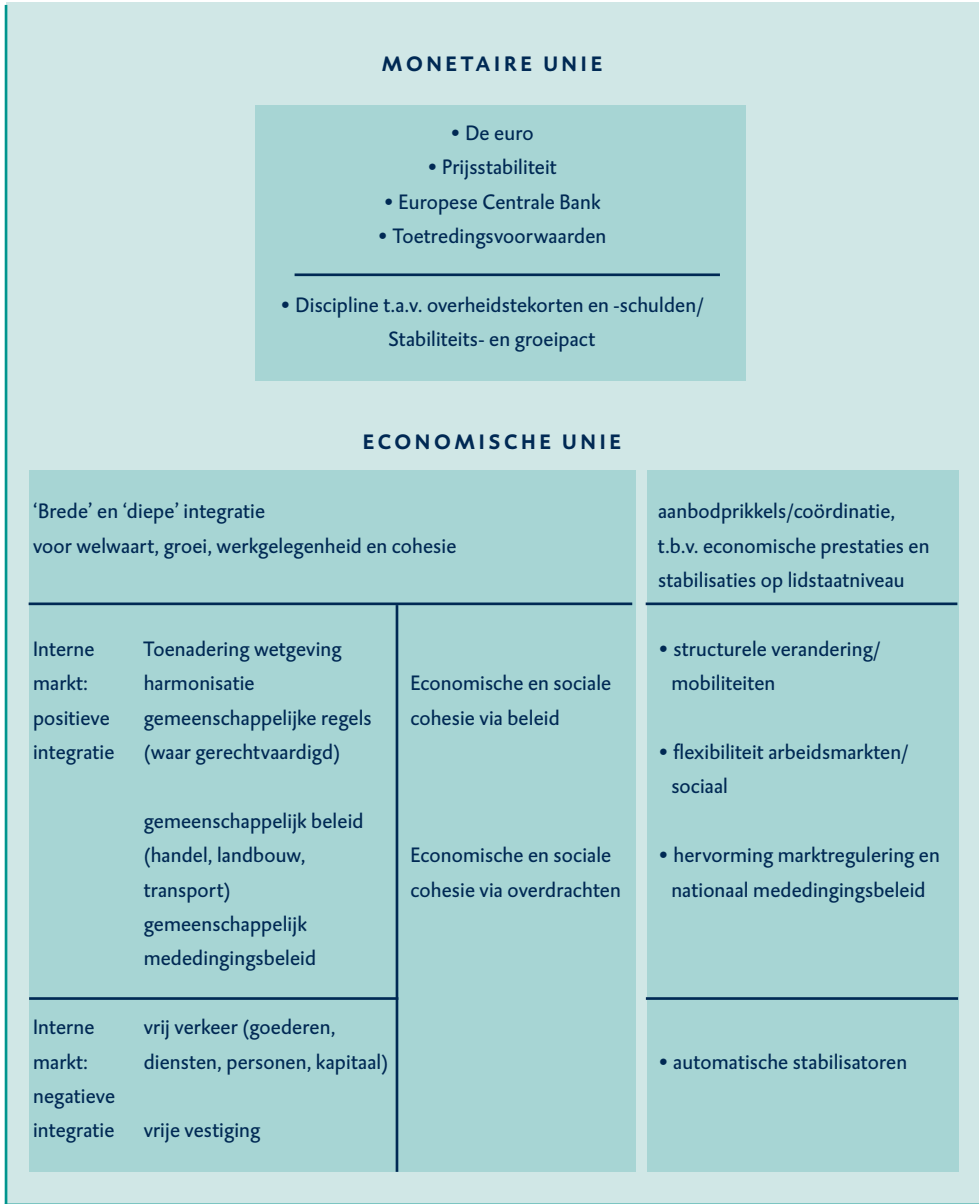 MONETAIRE UNIE
• De euro
• Prijsstabiliteit
• Europese Centrale Bank
• Toetredingsvoorwaarden
• Discipline t.a.v. overheidstekorten en -schulden/
Stabiliteits- en groeipact
ECONOMISCHE UNIE
‘Brede’ en ‘diepe’ integratie
voor welwaart, groei, werkgelegenheid en cohesie
aanbodprikkels/coördinatie,
t.b.v. economische prestaties en
stabilisaties op lidstaatniveau
Interne
markt:
positieve
integratie
Toenadering wetgeving
harmonisatie
gemeenschappelijke regels
(waar gerechtvaardigd)
gemeenschappelijk beleid
(handel, landbouw,
transport)
gemeenschappelijk
mededingingsbeleid
Economische en sociale
cohesie via beleid
Economische en sociale
cohesie via overdrachten
• structurele verandering/
mobiliteiten
• flexibiliteit arbeidsmarkten/
sociaal
• hervorming marktregulering en
nationaal mededingingsbeleid
Interne
markt:
negatieve
integratie
vrij verkeer (goederen,
diensten, personen, kapitaal)
vrije vestiging
• automatische stabilisatoren